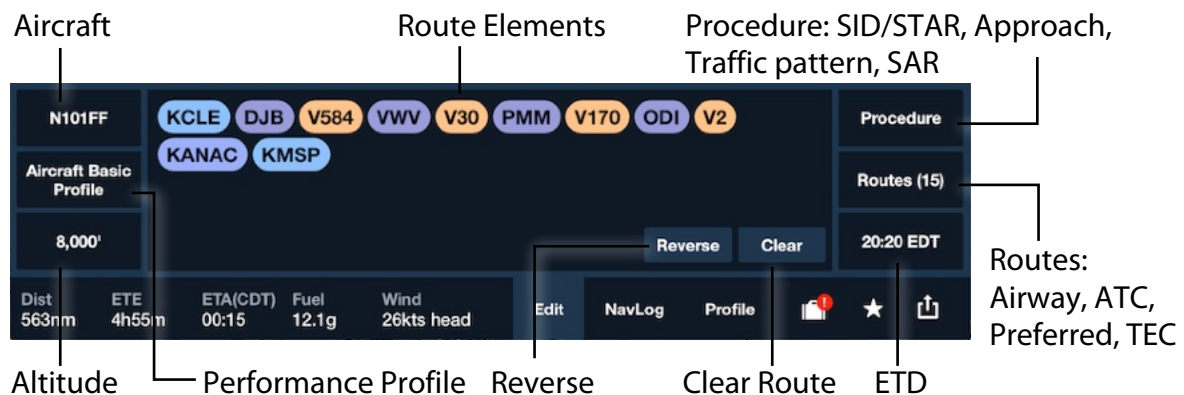 Aircraft
Route Elements
Procedure: SID/STAR, Approach,
Traffic pattern, SAR
N101FF
KCLE DJB V584 VWV V30 PMM V170 ODI V2
KANAC KMSP
Procedure
Aircraft Basic
Profile
Routes (15)
8,000'
Reverse
Clear
20:20 EDT
Routes:
Airway, ATC,
Preferred, TEC
Dist ETE ETA(CDT) Fuel Wind
563nm 4h55m 00:15 12.1g 26kts head
Edit NavLog Profile
!
Altitude
Performance Profile
Reverse
Clear Route
ETD